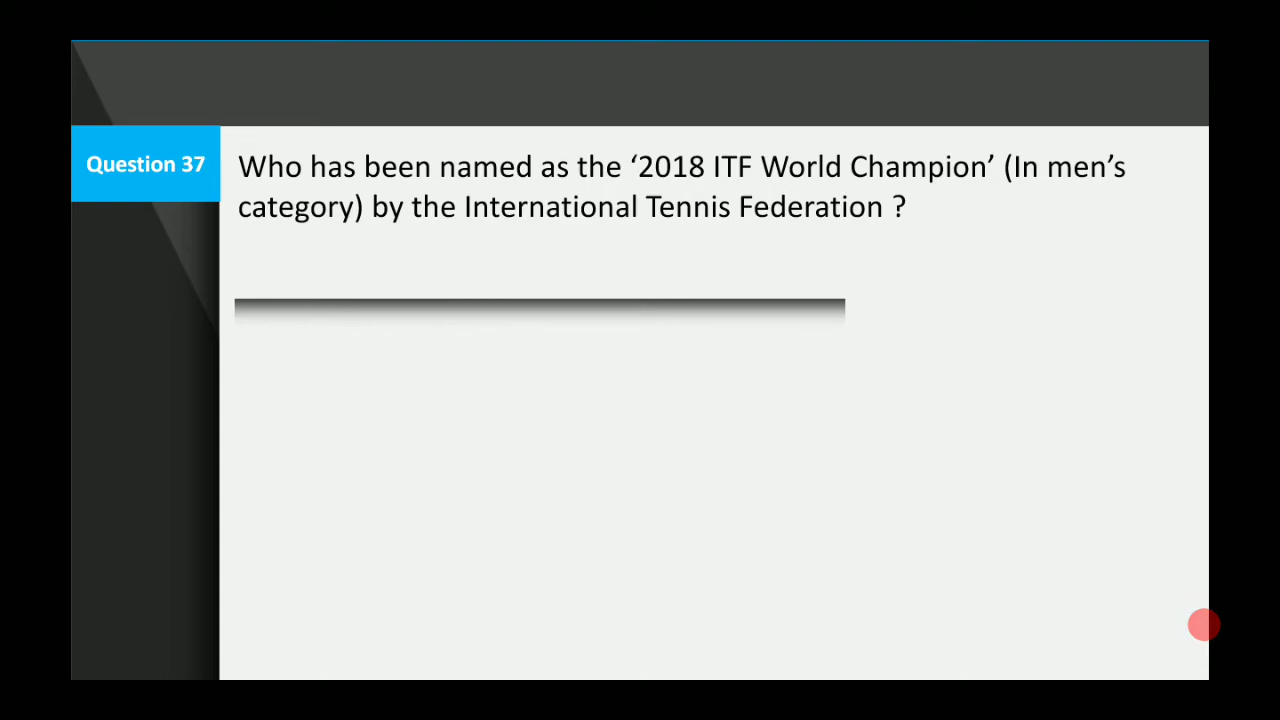 Question 37
Who has been named as the ‘2018 ITF World Champion’ (In men’s
category) by the International Tennis Federation ?